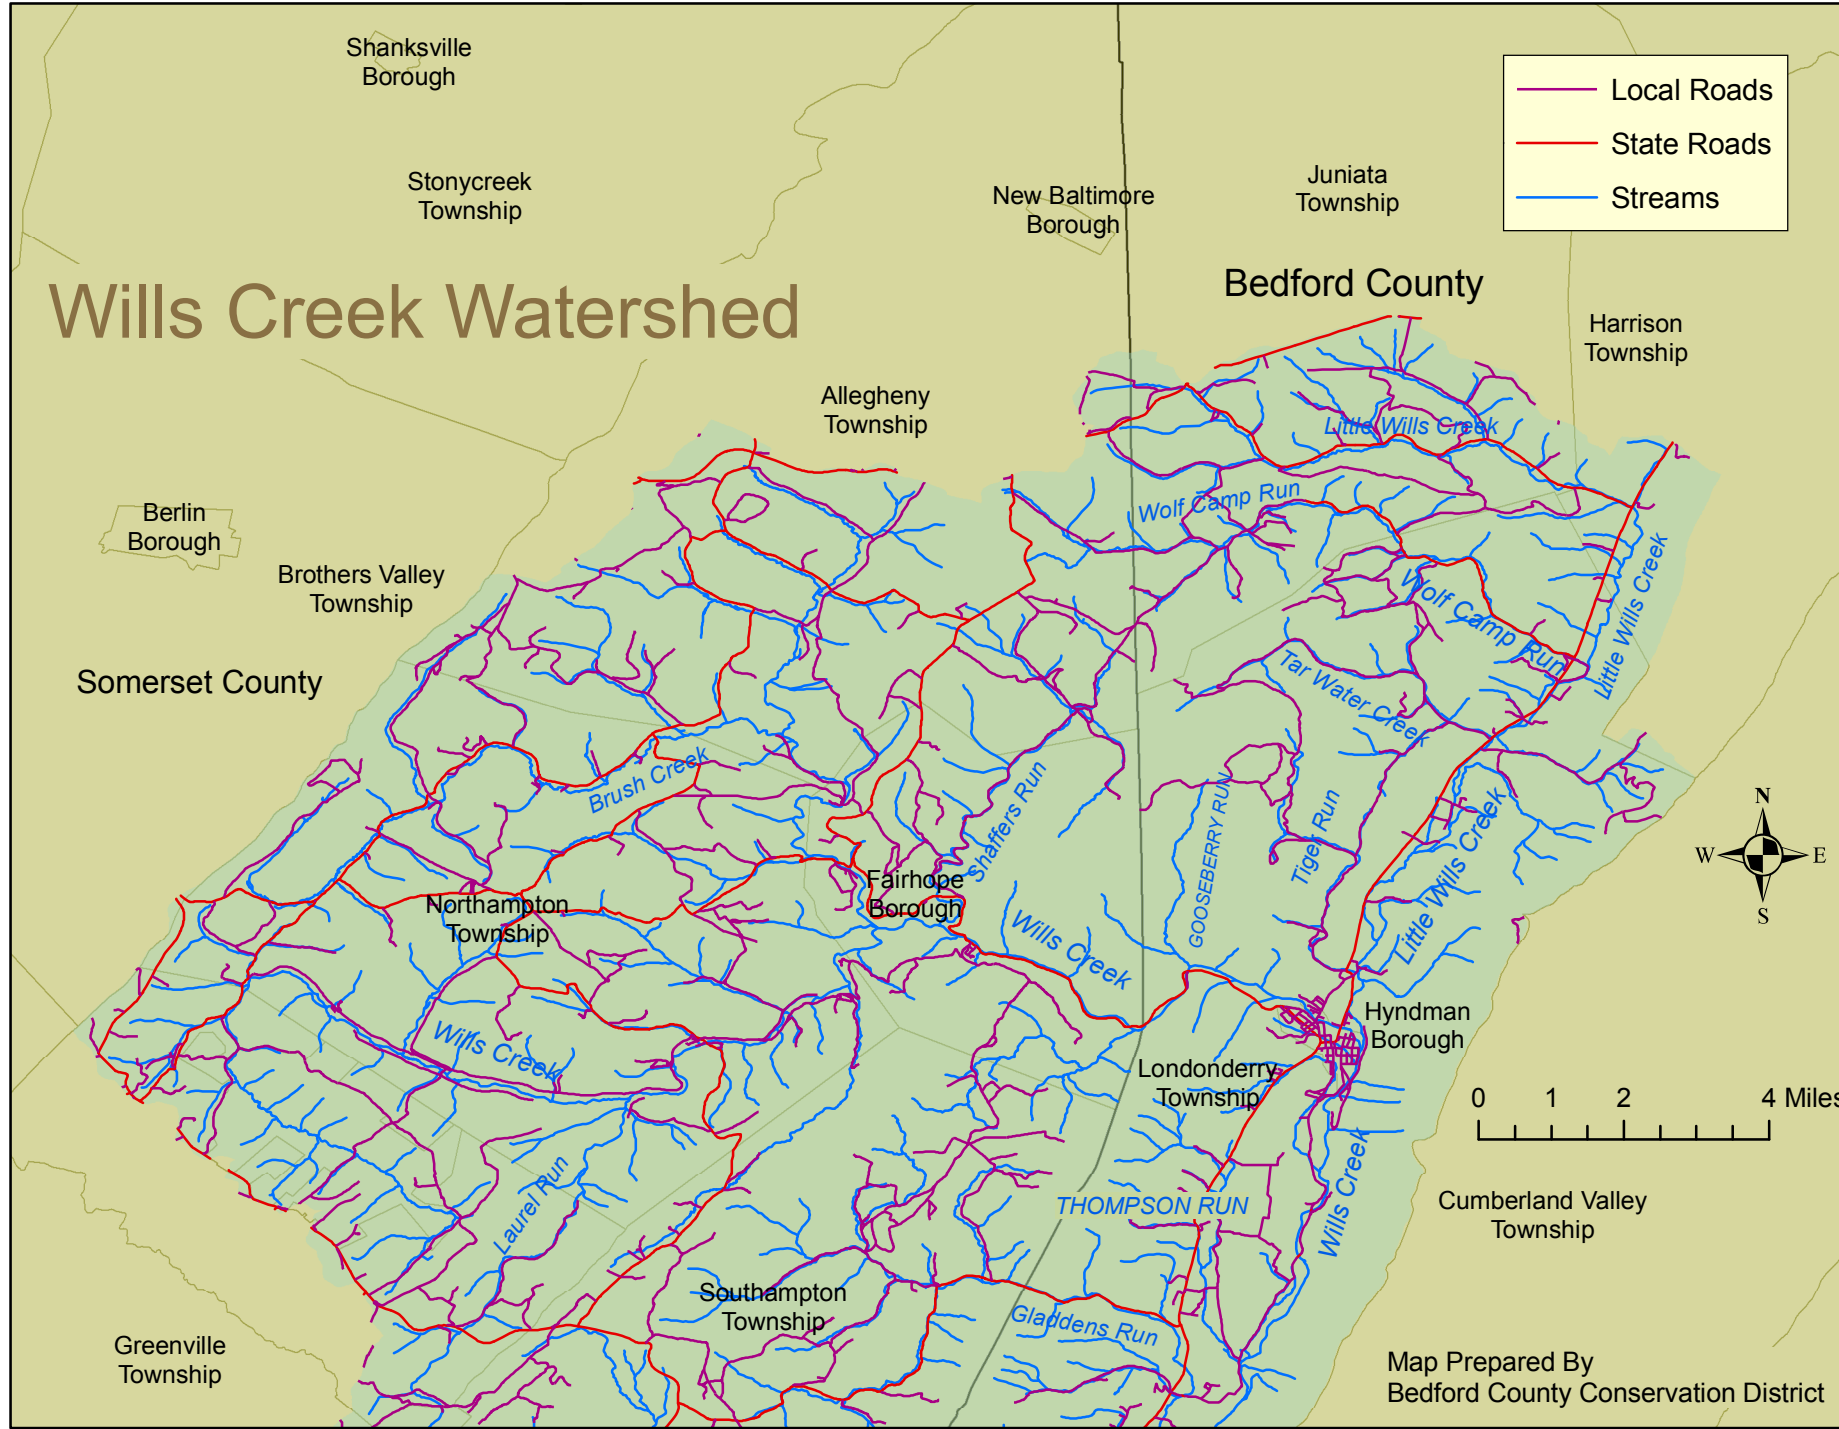 Shanksville
Borough
Local Roads
State Roads
Streams
Stonycreek
Township
New Baltimore
Borough
Juniata
Township
Wills Creek Watershed
Bedford County
Harrison
Township
Allegheny
Township
Little Wills Creek
Wolf Camp Run
Berlin
Borough
Brothers Valley
Township
Wolf Camp Run
Little Wills Creek
Somerset County
Tar Water Creek
Brush Creek
Shaffers Run
GOOSEBERRY RUN
Tiger Run
Little Wills Creek
N
W
E
S
Fairhope
Borough
Northampton
Township
Wills Creek
Little Wills Creek
Hyndman
Borough
Wills Creek
Londonderry
Township
0 1 2 4 Miles
Laurel Run
THOMPSON RUN
Wills Creek
Cumberland Valley
Township
Southampton
Township
Gladdens Run
Greenville
Township
Map Prepared By
Bedford County Conservation District